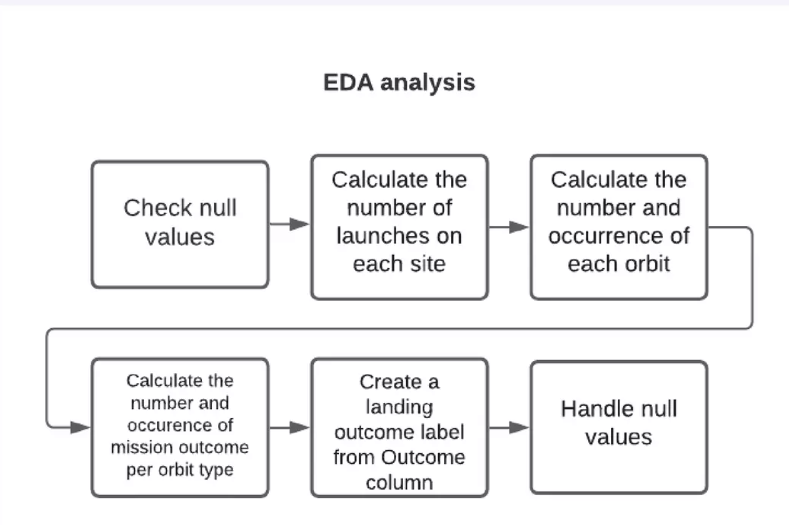 EDA analysis
Check null
values
Calculate the
number of
launches on
each site
Calculate the
number and
occurrence of
each orbit
Calculate the
number and
occurence of
mission outcome
per orbit type
Create a
landing
outcome label
from Outcome
column
Handle null
values